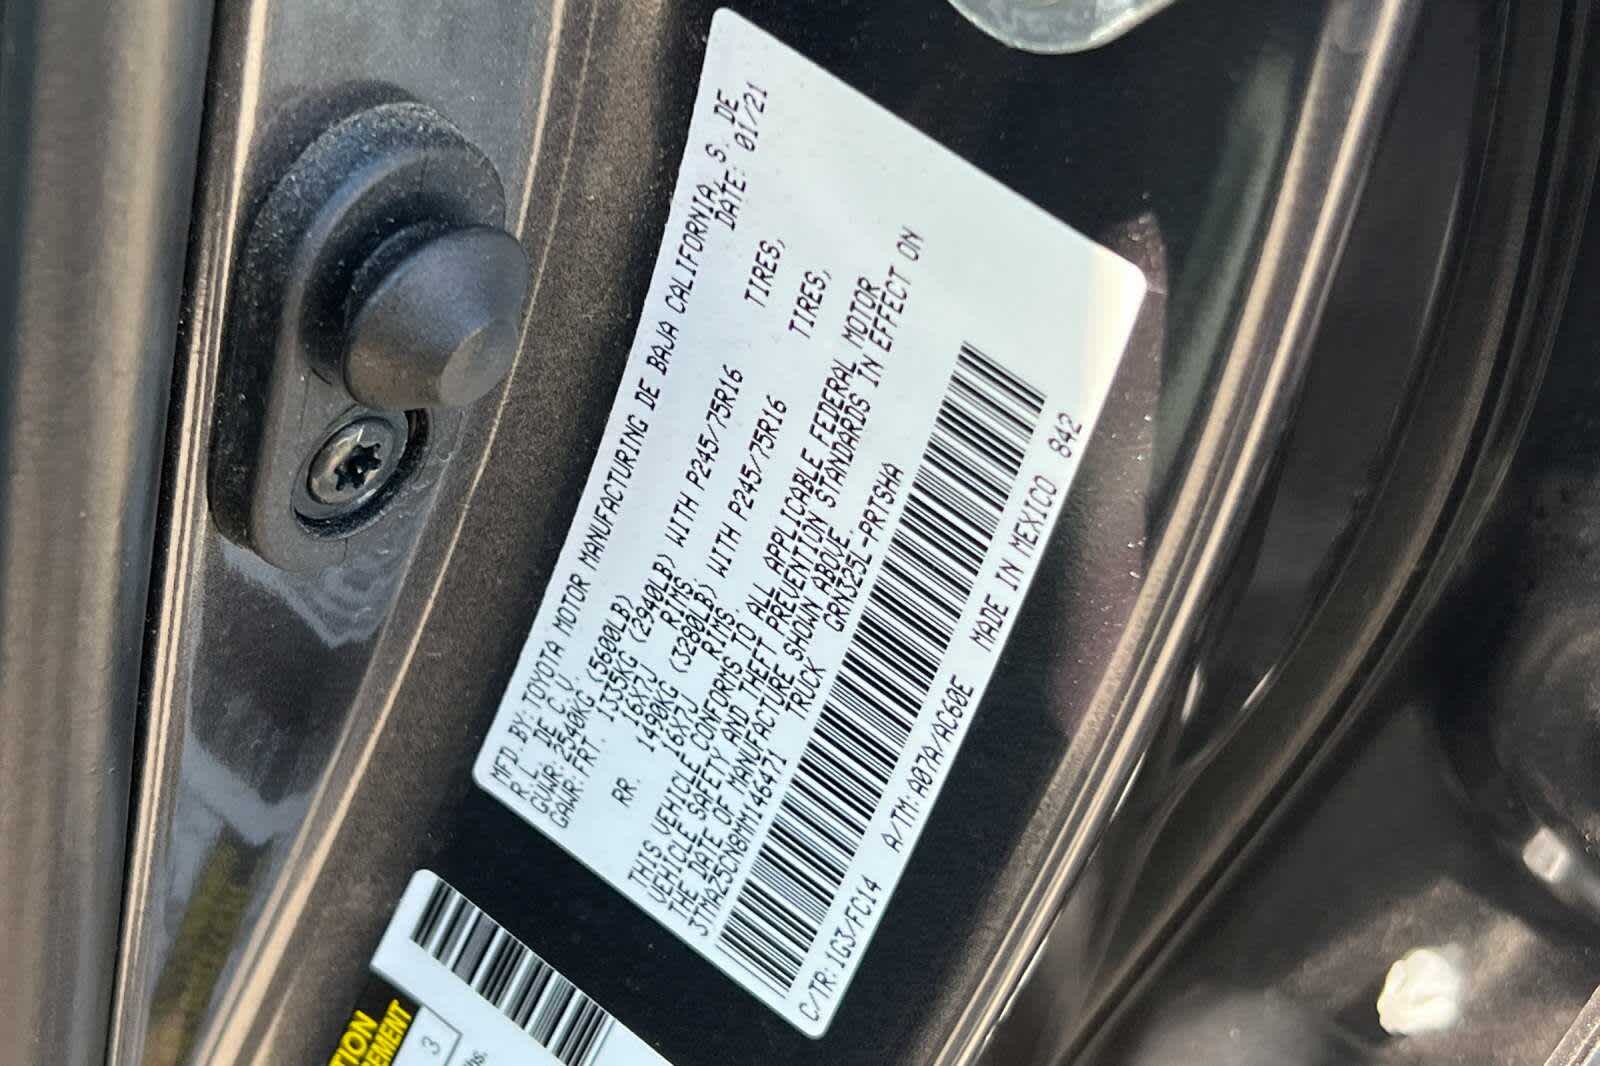 MFD.BY:TOYOTA MOTOR MANUFACTURING DE BAJA CALIFORNIA, S. DE
R.L. DE C.V. DATE: 01/21
GVWR:2540KG (5600LB)
GAWR:FRT. 1335KG (2940LB) WITH P245/75R16 TIRES,
16X7J RIMS
RR. 1490KG (3280LB) WITH P245/75R16 TIRES,
16X7J RIMS.
THIS VEHICLE CONFORMS TO ALL APPLICABLE FEDERAL MOTOR
VEHICLE SAFETY AND THEFT PREVENTION STANDARDS IN EFFECT ON
THE DATE OF MANUFACTURE SHOWN ABOVE.
3TMAZ5CN8MM146471 TRUCK GRN325L-PRTSHA
C/TR:1G3/FC14 A/TM:A07A/AC60E MADE IN MEXICO 842
3
lbs.